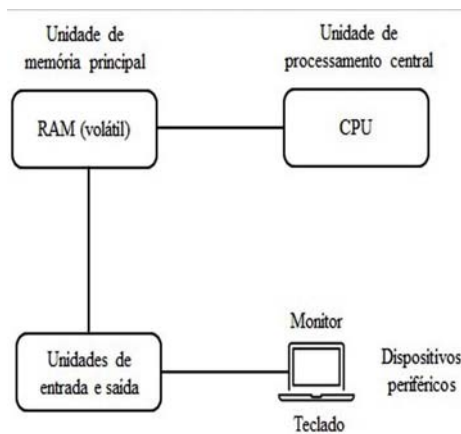 Unidade de
memória principal
Unidade de
processamento central
RAM (volátil)
CPU
Monitor
Unidades de
entrada e saída
Dispositivos
periféricos
Teclado